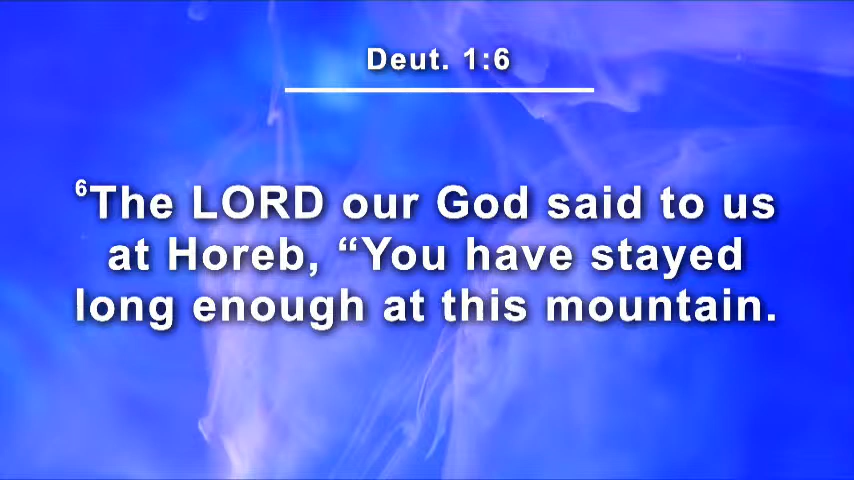 Deut. 1:6
⁶The LORD our God said to us
at Horeb, “You have stayed
long enough at this mountain.